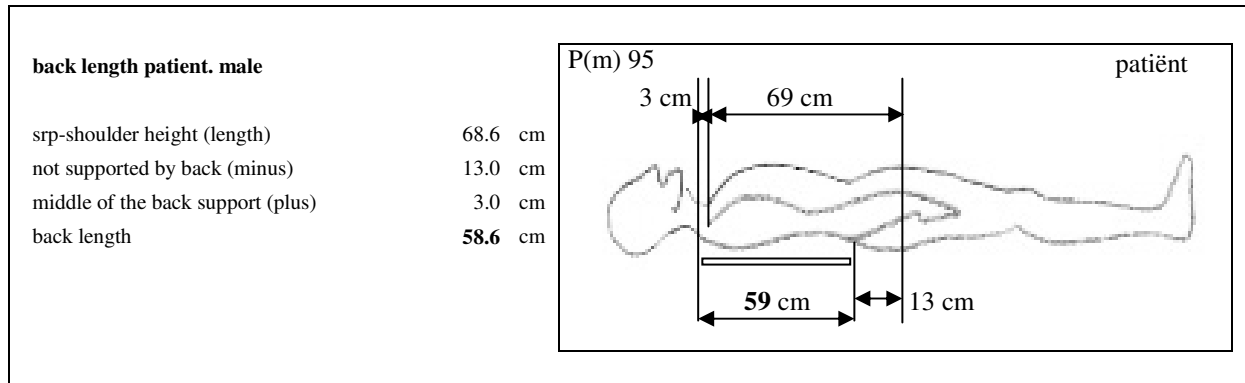 back length patient. male
srp-shoulder height (length) 68.6 cm
not supported by back (minus) 13.0 cm
middle of the back support (plus) 3.0 cm
back length 58.6 cm
P(m) 95 patiënt
3 cm 69 cm
59 cm 13 cm